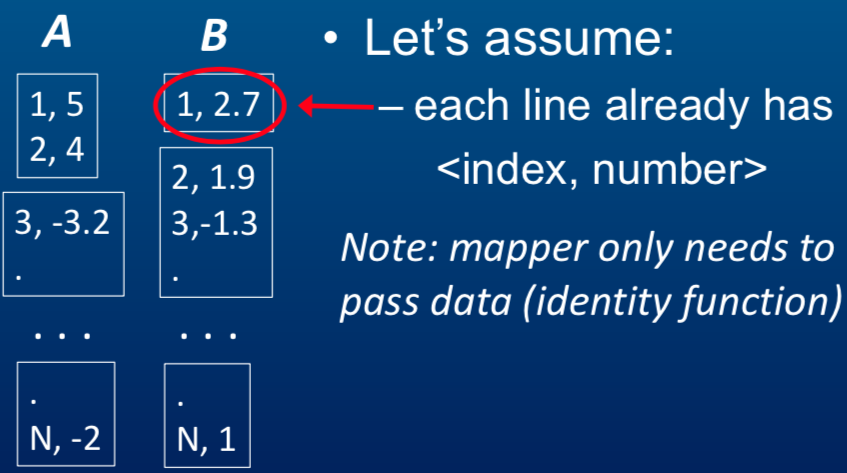 A
1, 5
2, 4
3, -3.2
.
. . .
.
N, -2
B
1, 2.7
2, 1.9
3,-1.3
.
. . .
.
N, 1
• Let's assume:
– each line already has
<index, number>
Note: mapper only needs to
pass data (identity function)